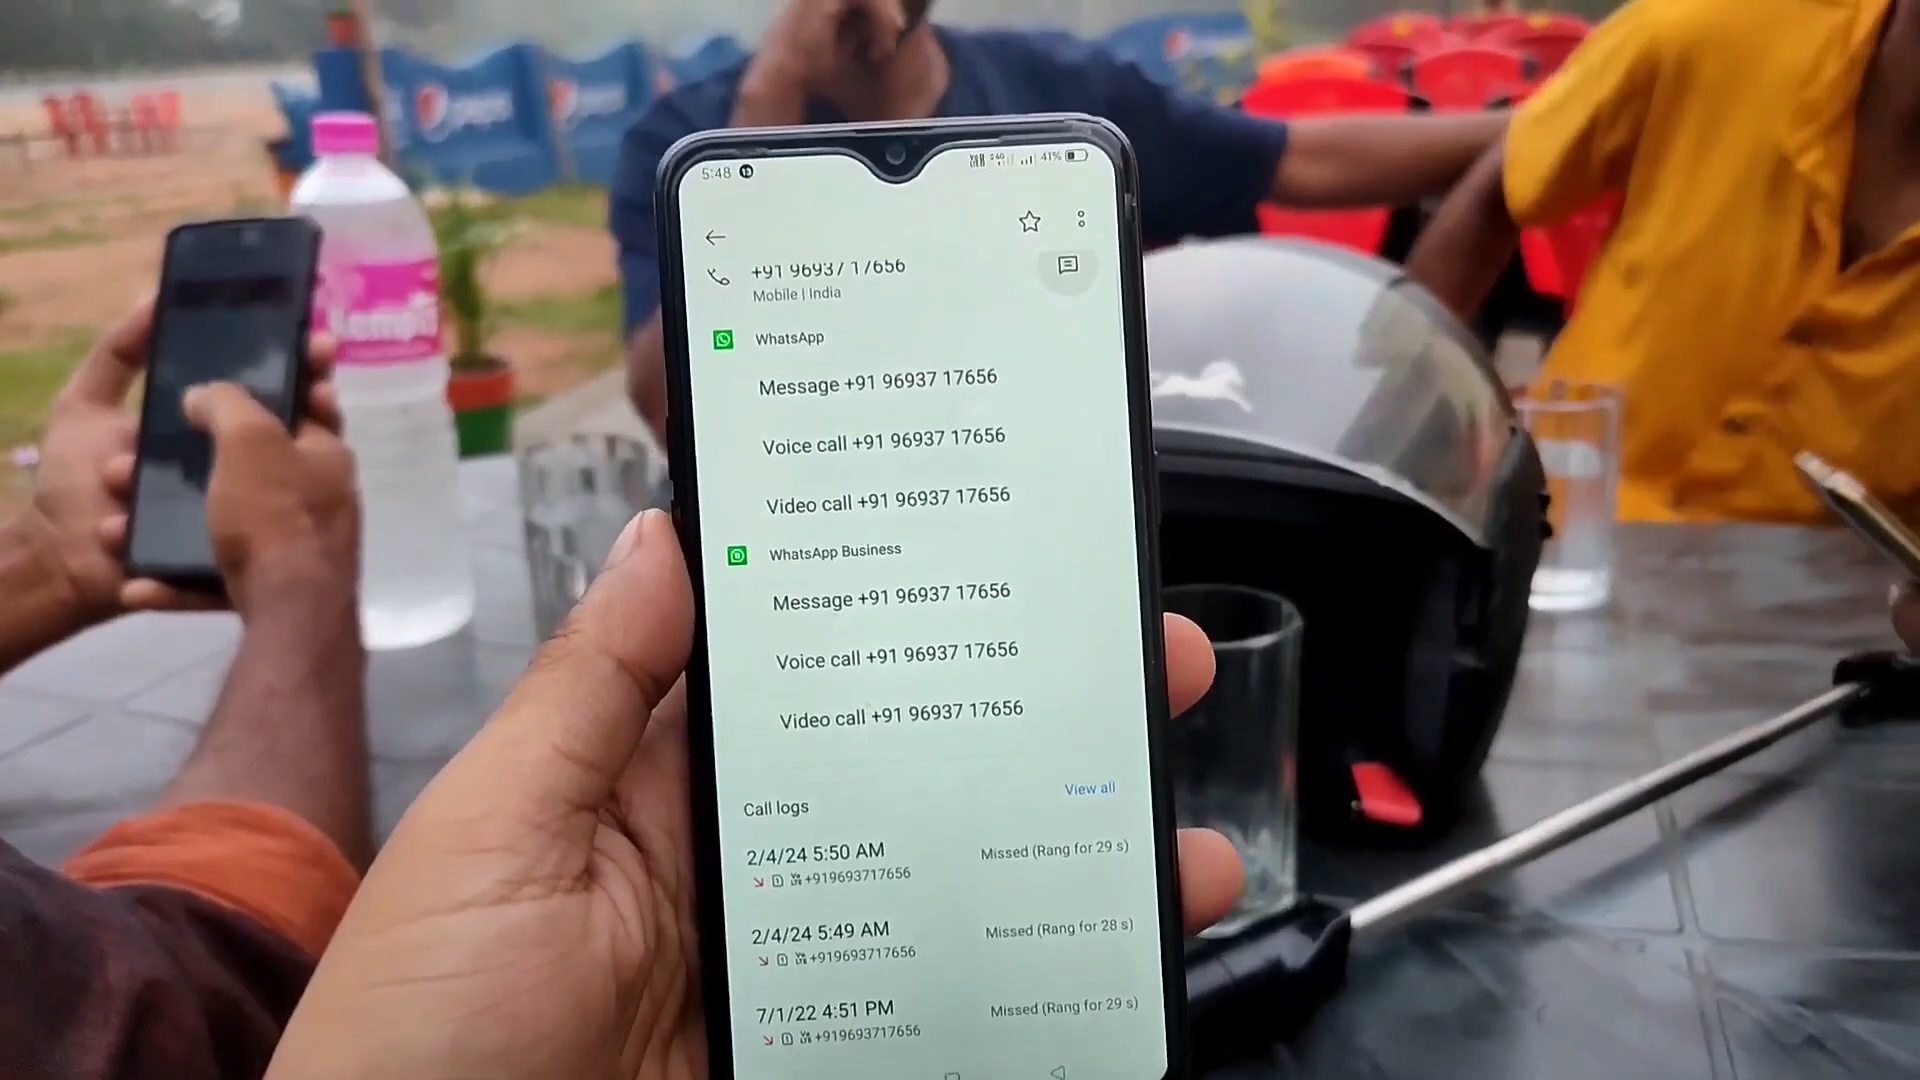 5:48
41%
+91 96937 17656
Mobile | India
WhatsApp
Message +91 96937 17656
Voice call +91 96937 17656
Video call +91 96937 17656
WhatsApp Business
Message +91 96937 17656
Voice call +91 96937 17656
Video call +91 96937 17656
Call logs
View all
2/4/24 5:50 AM
Missed (Rang for 29 s)
+919693717656
2/4/24 5:49 AM
Missed (Rang for 28 s)
+919693717656
7/1/22 4:51 PM
Missed (Rang for 29 s)
+919693717656
pepsi